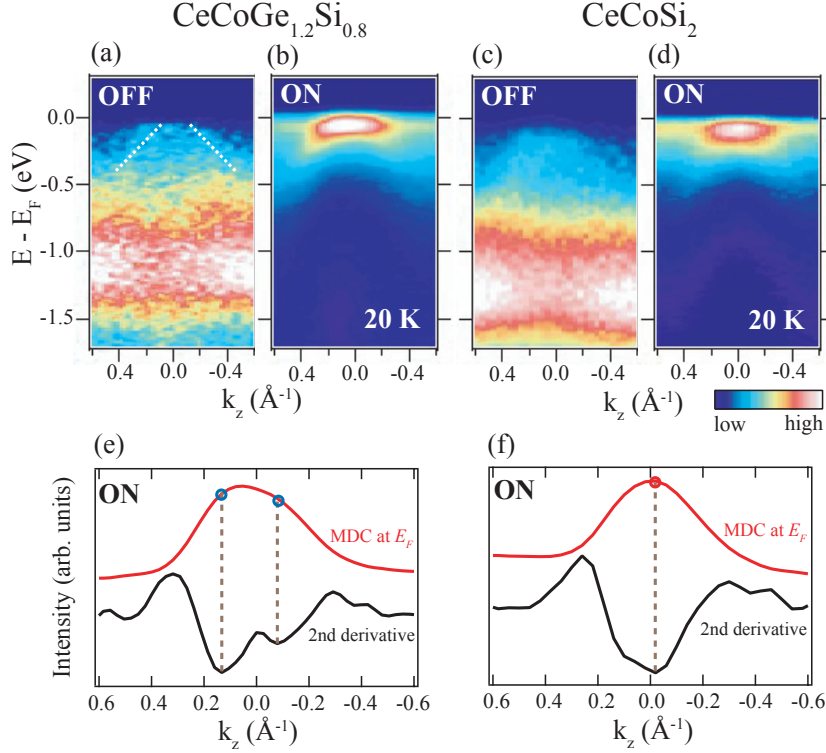 CeCoGe1.2Si0.8
CeCoSi2
(a) (b) (c) (d)
OFF ON OFF ON
0.0
-0.5
-1.0
-1.5
E - EF (eV)
20 K 20 K
0.4 0.0 -0.4 0.4 0.0 -0.4 0.4 0.0 -0.4 0.4 0.0 -0.4
kz (Å-1) kz (Å-1) kz (Å-1) kz (Å-1)
low high
(e) (f)
ON ON
MDC at EF MDC at EF
2nd derivative 2nd derivative
Intensity (arb. units)
0.6 0.4 0.2 0.0 -0.2 -0.4 -0.6 0.6 0.4 0.2 0.0 -0.2 -0.4 -0.6
kz (Å-1) kz (Å-1)